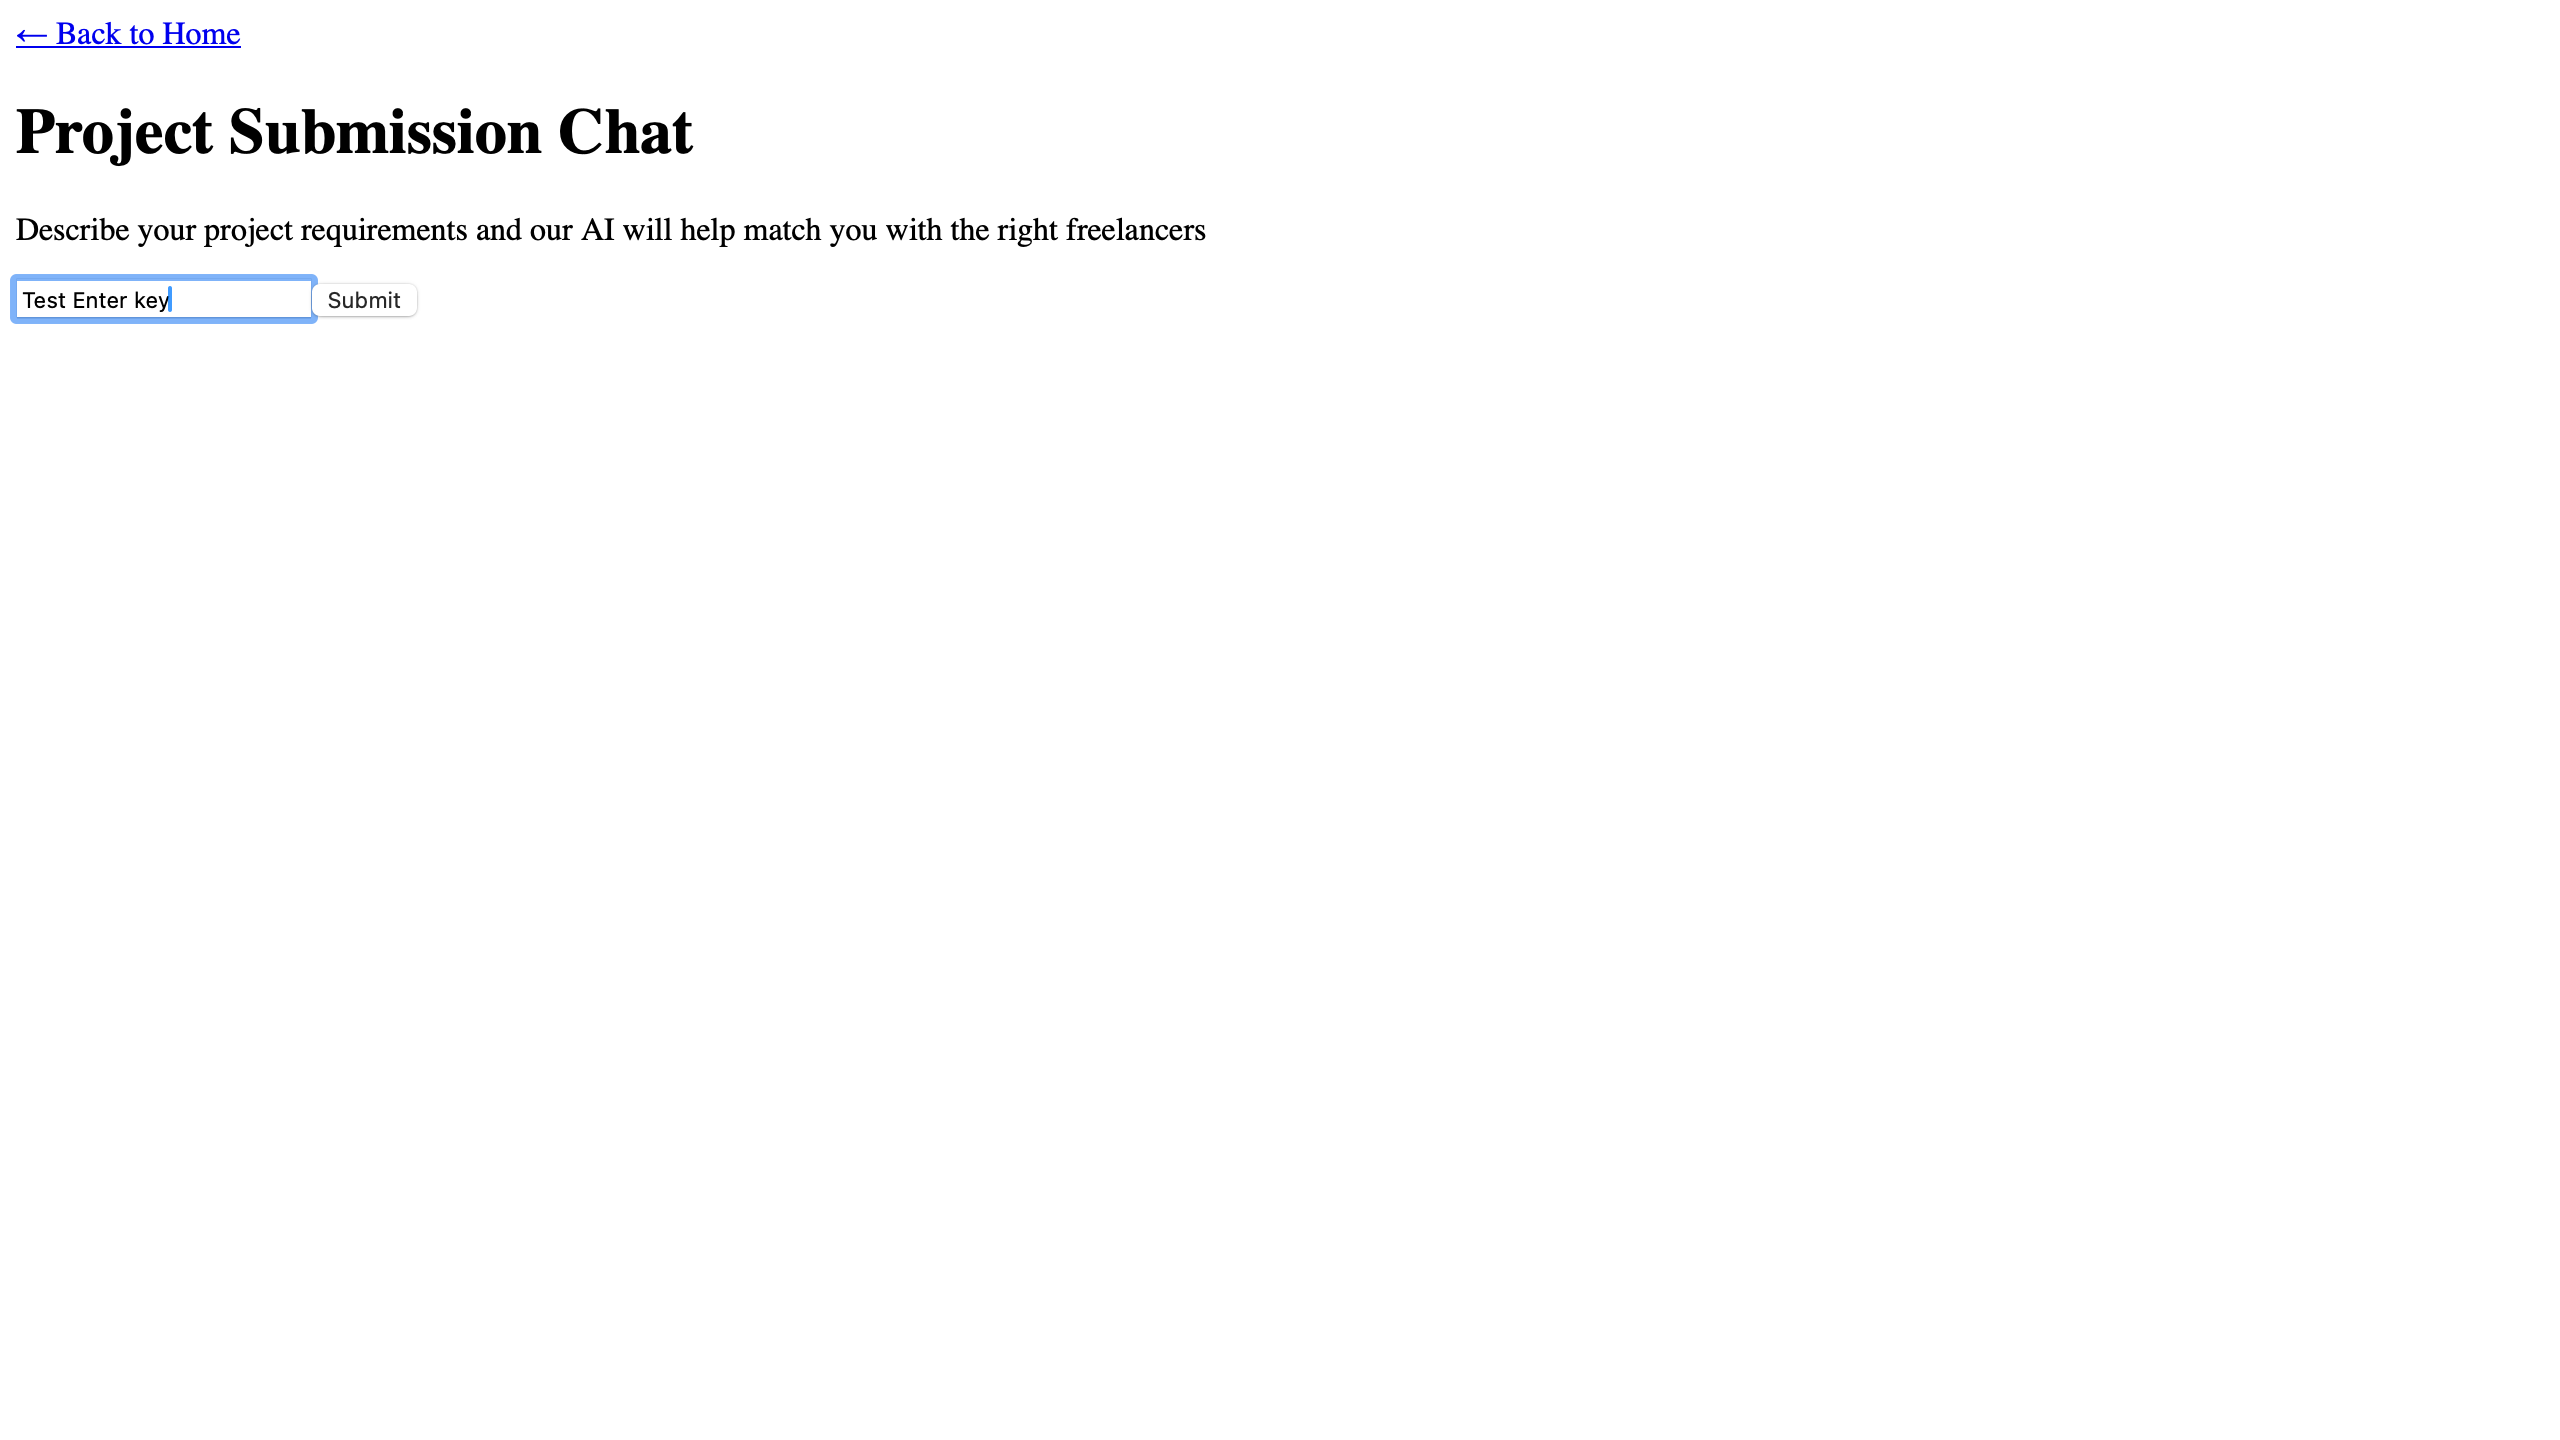 ← Back to Home
Project Submission Chat
Describe your project requirements and our AI will help match you with the right freelancers
Test Enter key Submit